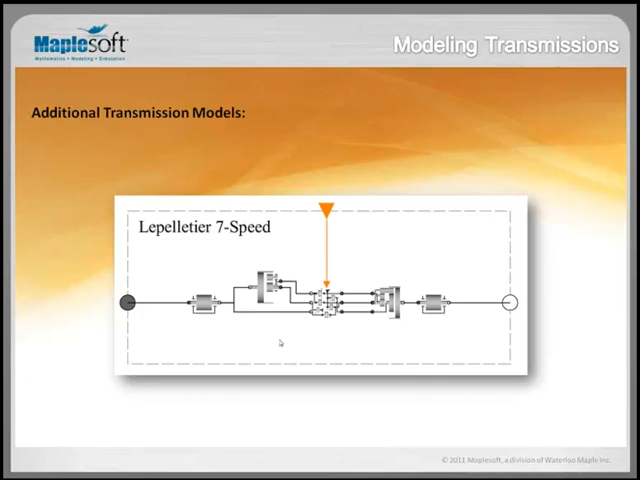 Maplesoft
Mathematics • Modeling • Simulation
Modeling Transmissions
Additional Transmission Models:
Lepelletier 7-Speed
© 2011 Maplesoft, a division of Waterloo Maple Inc.